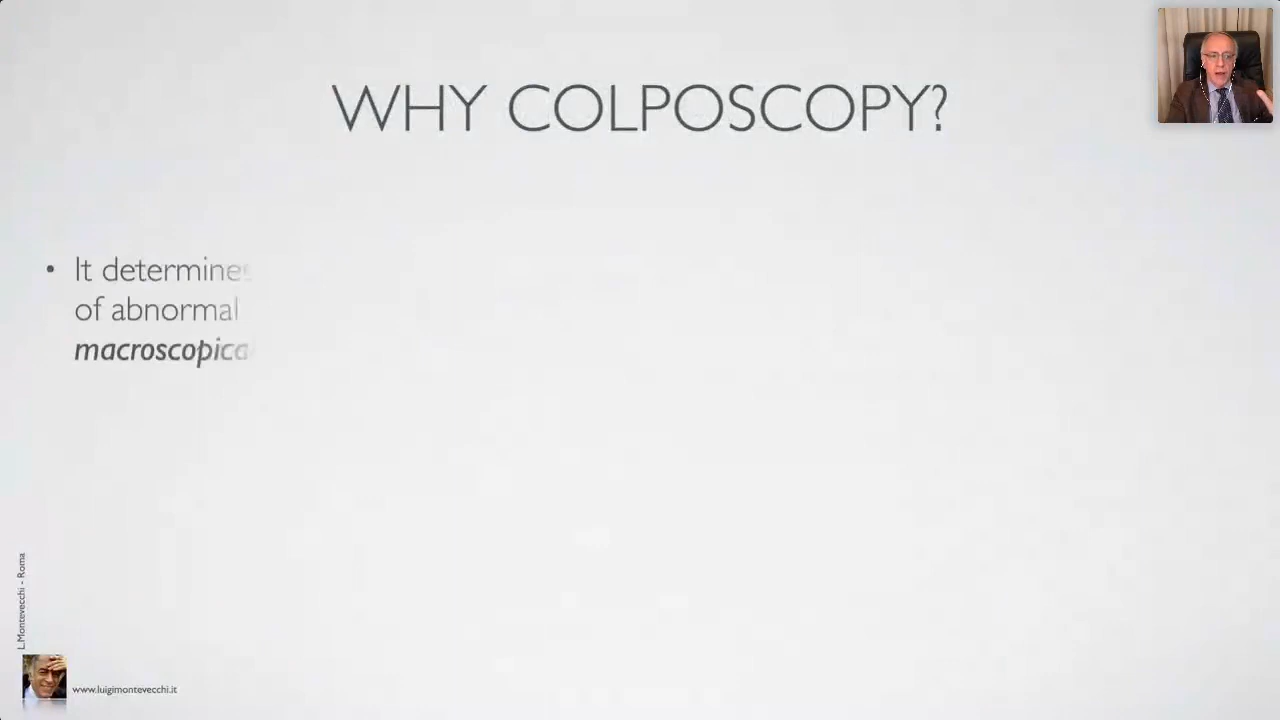 WHY COLPOSCOPY?
• It determines
of abnormal
macroscopica
L.Montevecchi - Roma
www.luigimontevecchi.it